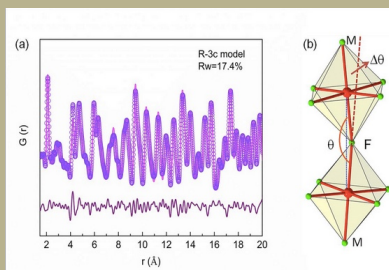 (a)
R-3c model
Rw=17.4%
G (r)
2 4 6 8 10 12 14 16 18 20
r (Å)
(b)
M
Δθ
θ
F
M